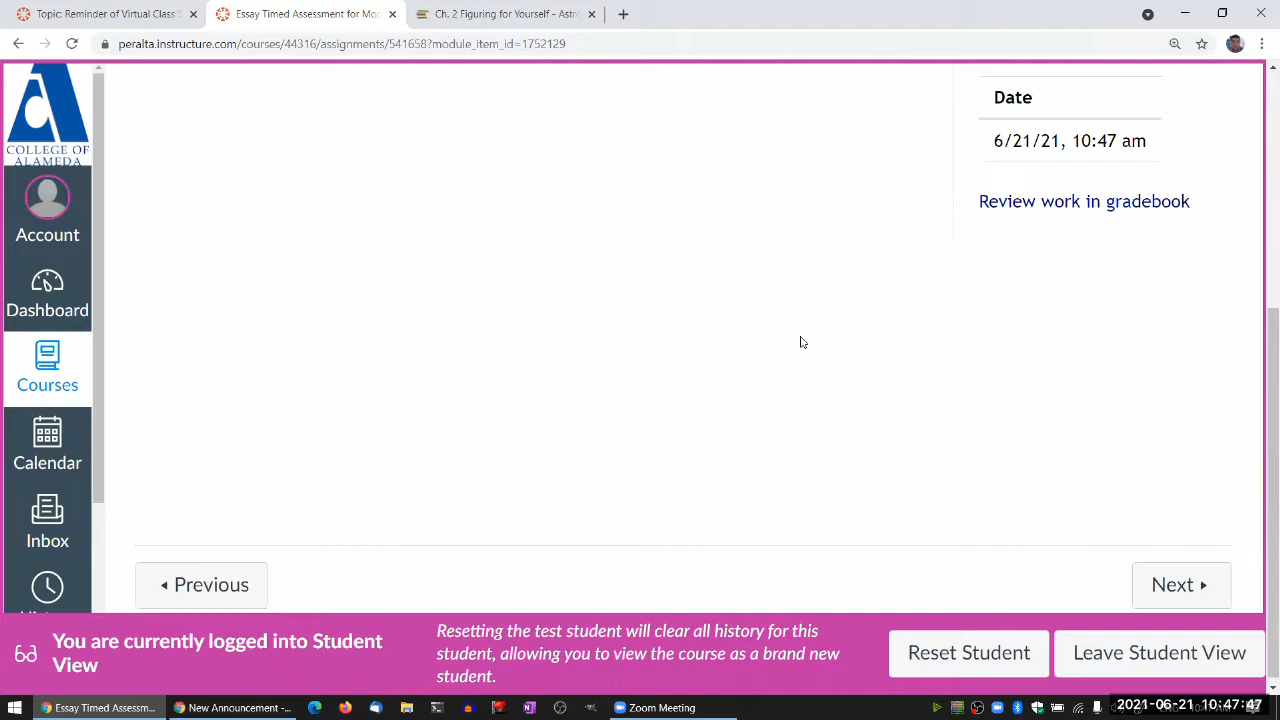 Topic: Reminder of Virtual Class S
Essay Timed Assessment for Moc
Ch. 2 Figuring for Yourself - Astro
peralta.instructure.com/courses/44316/assignments/541658?module_item_id=1752129
COLLEGE OF
ALAMEDA
Account
Dashboard
Courses
Calendar
Inbox
Date
6/21/21, 10:47 am
Review work in gradebook
Previous
Next
You are currently logged into Student
View
Resetting the test student will clear all history for this
student, allowing you to view the course as a brand new
student.
Reset Student
Leave Student View
Essay Timed Assessm...
New Announcement -...
Zoom Meeting
2021-06-21 10:47:47